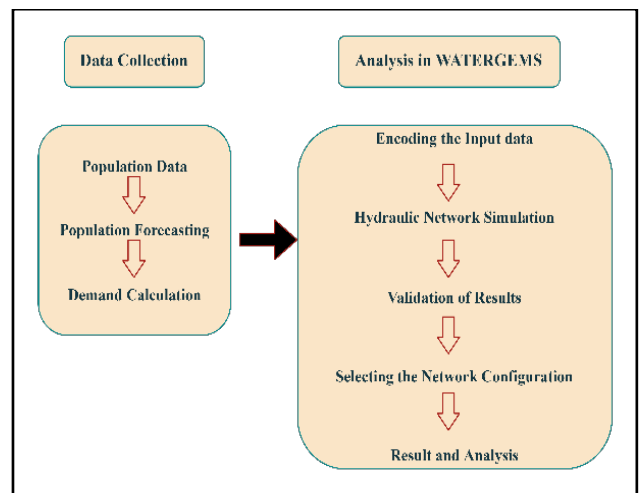 Data Collection
Analysis in WATERGEMS
Population Data
Population Forecasting
Demand Calculation
Encoding the Input data
Hydraulic Network Simulation
Validation of Results
Selecting the Network Configuration
Result and Analysis